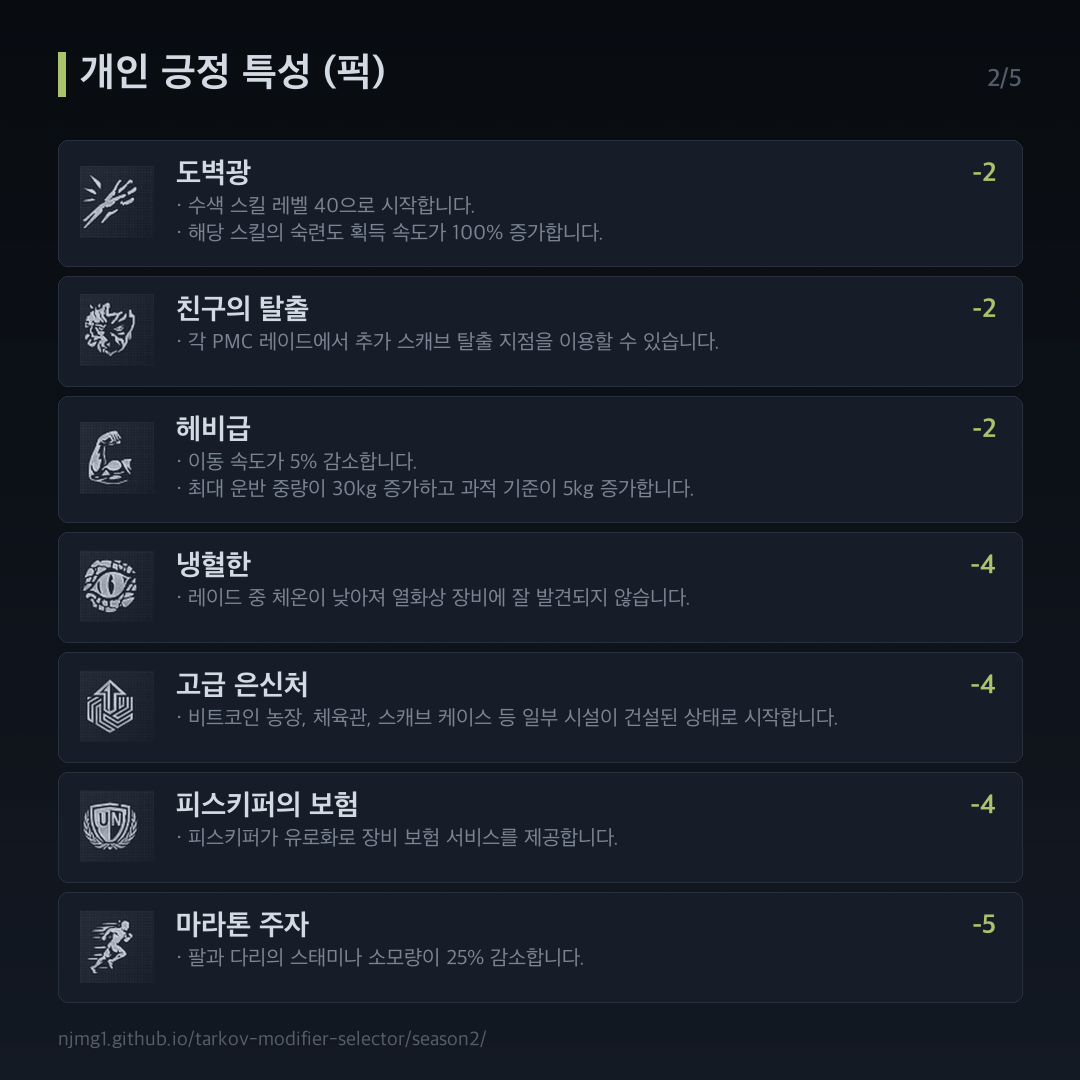 개인 긍정 특성 (퍽)
2/5
도벽광
-2
· 수색 스킬 레벨 40으로 시작합니다.
· 해당 스킬의 숙련도 획득 속도가 100% 증가합니다.
친구의 탈출
-2
· 각 PMC 레이드에서 추가 스캐브 탈출 지점을 이용할 수 있습니다.
헤비급
-2
· 이동 속도가 5% 감소합니다.
· 최대 운반 중량이 30kg 증가하고 과적 기준이 5kg 증가합니다.
냉혈한
-4
· 레이드 중 체온이 낮아져 열화상 장비에 잘 발견되지 않습니다.
고급 은신처
-4
· 비트코인 농장, 체육관, 스캐브 케이스 등 일부 시설이 건설된 상태로 시작합니다.
UN
피스키퍼의 보험
-4
· 피스키퍼가 유로화로 장비 보험 서비스를 제공합니다.
마라톤 주자
-5
· 팔과 다리의 스태미나 소모량이 25% 감소합니다.
njmg1.github.io/tarkov-modifier-selector/season2/